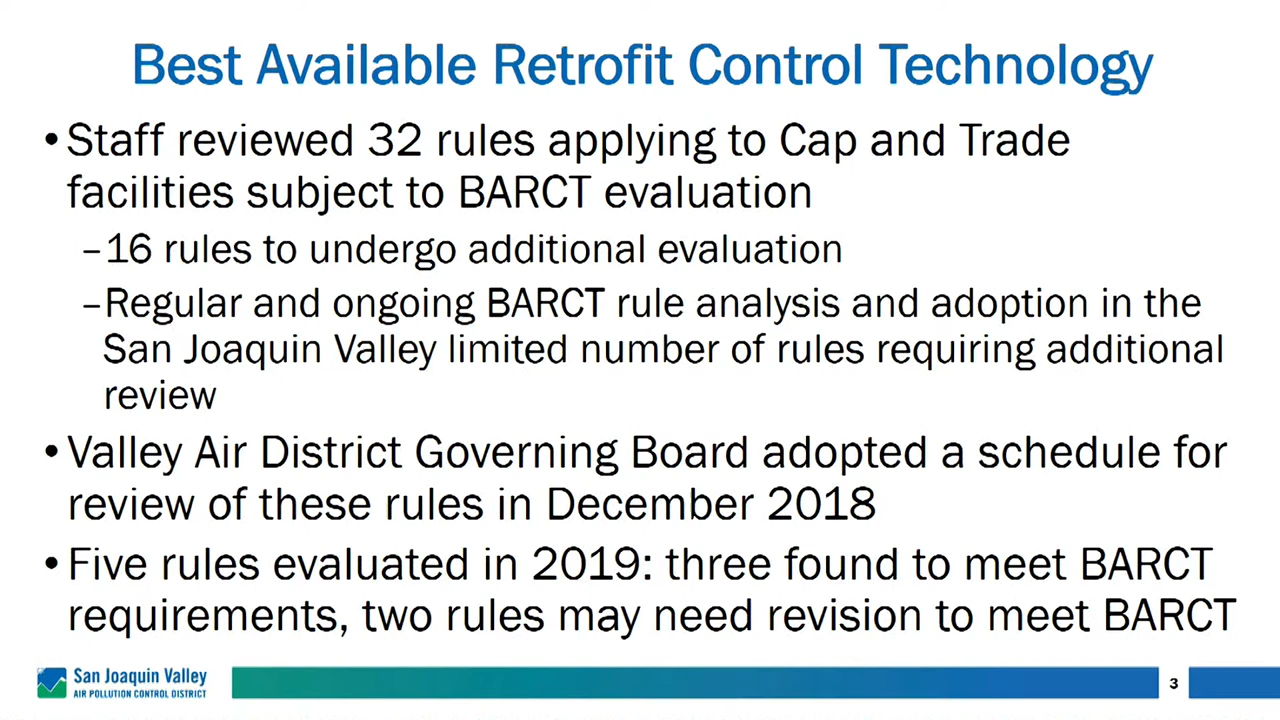 Best Available Retrofit Control Technology
•Staff reviewed 32 rules applying to Cap and Trade
facilities subject to BARCT evaluation
–16 rules to undergo additional evaluation
–Regular and ongoing BARCT rule analysis and adoption in the
San Joaquin Valley limited number of rules requiring additional
review
•Valley Air District Governing Board adopted a schedule for
review of these rules in December 2018
•Five rules evaluated in 2019: three found to meet BARCT
requirements, two rules may need revision to meet BARCT
San Joaquin Valley
AIR POLLUTION CONTROL DISTRICT
3